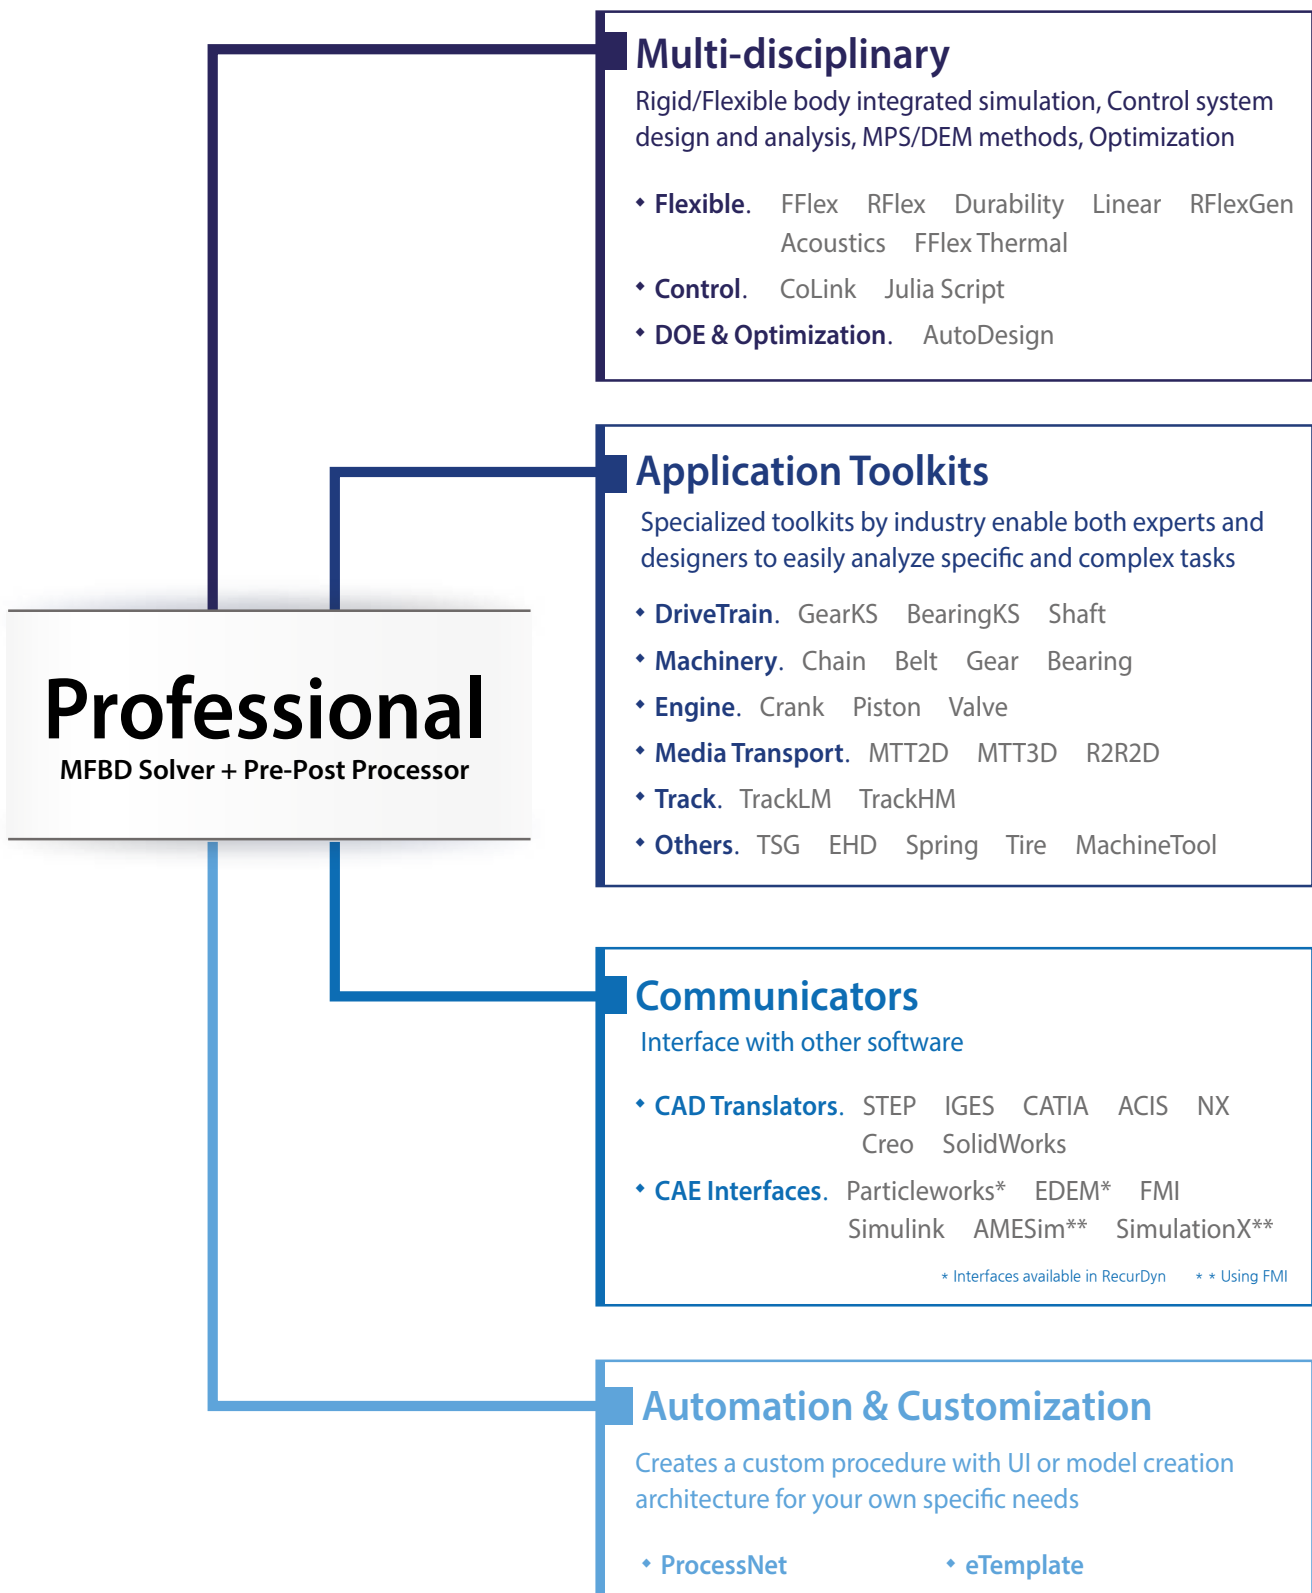 Multi-disciplinary
Rigid/Flexible body integrated simulation, Control system
design and analysis, MPS/DEM methods, Optimization
◆ Flexible. FFlex RFlex Durability Linear RFlexGen
Acoustics FFlex Thermal
◆ Control. CoLink Julia Script
◆ DOE & Optimization. AutoDesign
Application Toolkits
Specialized toolkits by industry enable both experts and
designers to easily analyze specific and complex tasks
◆ DriveTrain. GearKS BearingKS Shaft
◆ Machinery. Chain Belt Gear Bearing
◆ Engine. Crank Piston Valve
◆ Media Transport. MTT2D MTT3D R2R2D
◆ Track. TrackLM TrackHM
◆ Others. TSG EHD Spring Tire MachineTool
Professional
MFBD Solver + Pre-Post Processor
Communicators
Interface with other software
◆ CAD Translators. STEP IGES CATIA ACIS NX
Creo SolidWorks
◆ CAE Interfaces. Particleworks* EDEM* FMI
Simulink AMESim** SimulationX**
* Interfaces available in RecurDyn * * Using FMI
Automation & Customization
Creates a custom procedure with UI or model creation
architecture for your own specific needs
◆ ProcessNet ◆ eTemplate